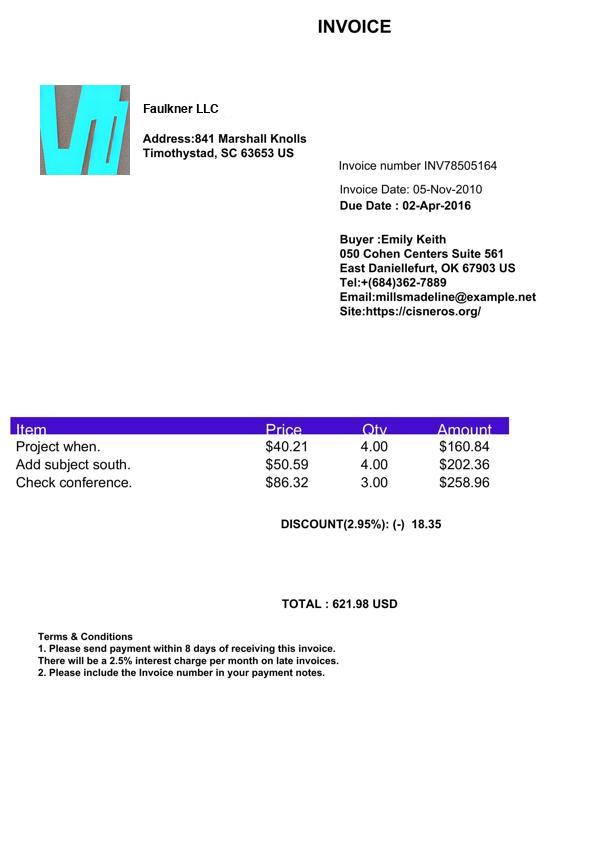 INVOICE
Faulkner LLC
Address:841 Marshall Knolls
Timothystad, SC 63653 US
Invoice number INV78505164
Invoice Date: 05-Nov-2010
Due Date : 02-Apr-2016
Buyer :Emily Keith
050 Cohen Centers Suite 561
East Daniellefurt, OK 67903 US
Tel:+(684)362-7889
Email:millsmadeline@example.net
Site:https://cisneros.org/
Item Price Qty Amount
Project when. $40.21 4.00 $160.84
Add subject south. $50.59 4.00 $202.36
Check conference. $86.32 3.00 $258.96
DISCOUNT(2.95%): (-) 18.35
TOTAL : 621.98 USD
Terms & Conditions
1. Please send payment within 8 days of receiving this invoice.
There will be a 2.5% interest charge per month on late invoices.
2. Please include the Invoice number in your payment notes.